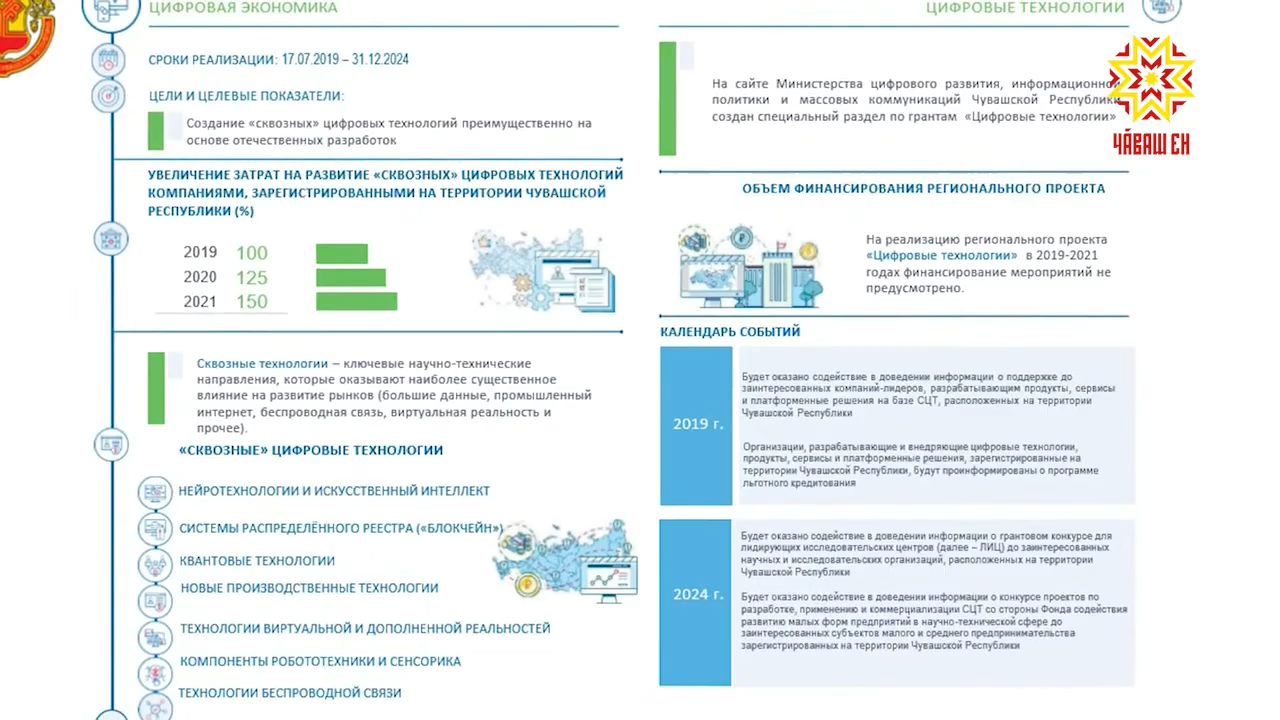 ЦИФРОВАЯ ЭКОНОМИКА
СРОКИ РЕАЛИЗАЦИИ: 17.07.2019 – 31.12.2024
ЦЕЛИ И ЦЕЛЕВЫЕ ПОКАЗАТЕЛИ:
Создание «сквозных» цифровых технологий преимущественно на
основе отечественных разработок
УВЕЛИЧЕНИЕ ЗАТРАТ НА РАЗВИТИЕ «СКВОЗНЫХ» ЦИФРОВЫХ ТЕХНОЛОГИЙ
КОМПАНИЯМИ, ЗАРЕГИСТРИРОВАННЫМИ НА ТЕРРИТОРИИ ЧУВАШСКОЙ
РЕСПУБЛИКИ (%)
2019 100
2020 125
2021 150
Сквозные технологии – ключевые научно-технические
направления, которые оказывают наиболее существенное
влияние на развитие рынков (большие данные, промышленный
интернет, беспроводная связь, виртуальная реальность и
прочее).
«СКВОЗНЫЕ» ЦИФРОВЫЕ ТЕХНОЛОГИИ
НЕЙРОТЕХНОЛОГИИ И ИСКУССТВЕННЫЙ ИНТЕЛЛЕКТ
СИСТЕМЫ РАСПРЕДЕЛЁННОГО РЕЕСТРА («БЛОКЧЕЙН»)
КВАНТОВЫЕ ТЕХНОЛОГИИ
НОВЫЕ ПРОИЗВОДСТВЕННЫЕ ТЕХНОЛОГИИ
ТЕХНОЛОГИИ ВИРТУАЛЬНОЙ И ДОПОЛНЕННОЙ РЕАЛЬНОСТЕЙ
КОМПОНЕНТЫ РОБОТОТЕХНИКИ И СЕНСОРИКА
ТЕХНОЛОГИИ БЕСПРОВОДНОЙ СВЯЗИ
ЦИФРОВЫЕ ТЕХНОЛОГИИ
На сайте Министерства цифрового развития, информационной
политики и массовых коммуникаций Чувашской Республики
создан специальный раздел по грантам «Цифровые технологии»
ЧӐВАШ ЕН
ОБЪЕМ ФИНАНСИРОВАНИЯ РЕГИОНАЛЬНОГО ПРОЕКТА
На реализацию регионального проекта
«Цифровые технологии» в 2019-2021
годах финансирование мероприятий не
предусмотрено.
КАЛЕНДАРЬ СОБЫТИЙ
2019 г.
Будет оказано содействие в доведении информации о поддержке до
заинтересованных компаний-лидеров, разрабатывающим продукты, сервисы
и платформенные решения на базе СЦТ, расположенных на территории
Чувашской Республики
Организации, разрабатывающие и внедряющие цифровые технологии,
продукты, сервисы и платформенные решения, зарегистрированные на
территории Чувашской Республики, будут проинформированы о программе
льготного кредитования
2024 г.
Будет оказано содействие в доведении информации о грантовом конкурсе для
лидирующих исследовательских центров (далее – ЛИЦ) до заинтересованных
научных и исследовательских организаций, расположенных на территории
Чувашской Республики
Будет оказано содействие в доведении информации о конкурсе проектов по
разработке, применению и коммерциализации СЦТ со стороны Фонда содействия
развитию малых форм предприятий в научно-технической сфере до
заинтересованных субъектов малого и среднего предпринимательства
зарегистрированных на территории Чувашской Республики